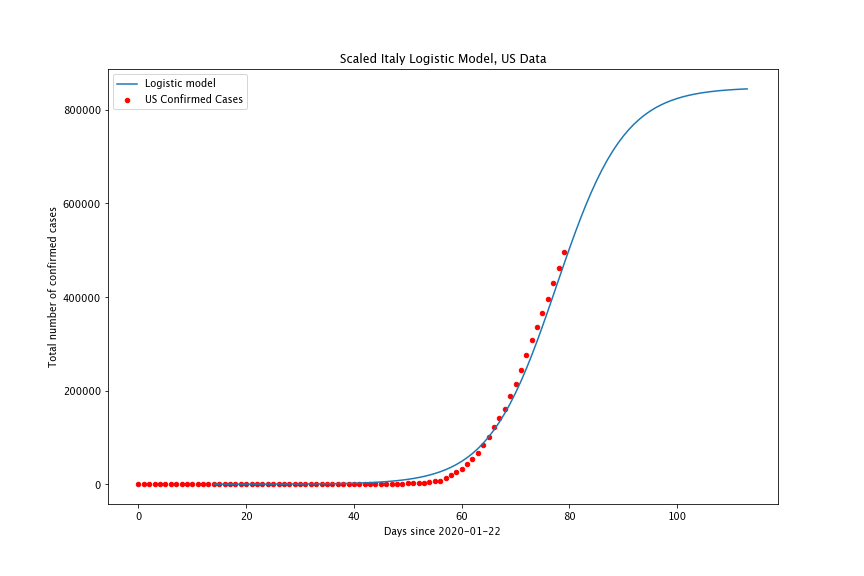 Scaled Italy Logistic Model, US Data
Logistic model
US Confirmed Cases
Total number of confirmed cases
800000
600000
400000
200000
0
0 20 40 60 80 100
Days since 2020-01-22